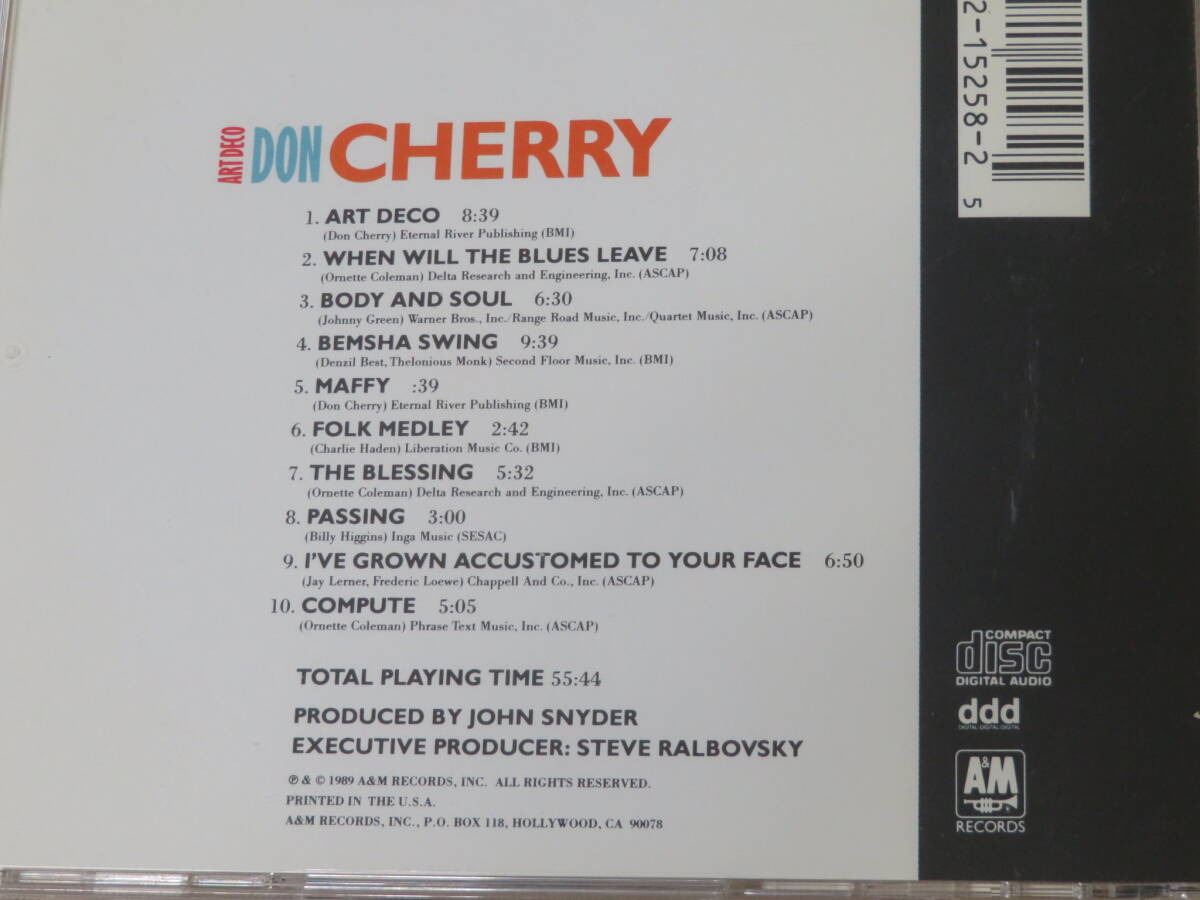 ART DECO
DON CHERRY
1. ART DECO 8:39
(Don Cherry) Eternal River Publishing (BMI)
2. WHEN WILL THE BLUES LEAVE 7:08
(Ornette Coleman) Delta Research and Engineering, Inc. (ASCAP)
3. BODY AND SOUL 6:30
(Johnny Green) Warner Bros., Inc./Range Road Music, Inc./Quartet Music, Inc. (ASCAP)
4. BEMSHA SWING 9:39
(Denzil Best, Thelonious Monk) Second Floor Music, Inc. (BMI)
5. MAFFY :39
(Don Cherry) Eternal River Publishing (BMI)
6. FOLK MEDLEY 2:42
(Charlie Haden) Liberation Music Co. (BMI)
7. THE BLESSING 5:32
(Ornette Coleman) Delta Research and Engineering, Inc. (ASCAP)
8. PASSING 3:00
(Billy Higgins) Inga Music (SESAC)
9. I'VE GROWN ACCUSTOMED TO YOUR FACE 6:50
(Jay Lerner, Frederic Loewe) Chappell And Co., Inc. (ASCAP)
10. COMPUTE 5:05
(Ornette Coleman) Phrase Text Music, Inc. (ASCAP)
TOTAL PLAYING TIME 55:44
PRODUCED BY JOHN SNYDER
EXECUTIVE PRODUCER: STEVE RALBOVSKY
℗ & © 1989 A&M RECORDS, INC. ALL RIGHTS RESERVED.
PRINTED IN THE U.S.A.
A&M RECORDS, INC., P.O. BOX 118, HOLLYWOOD, CA 90078
2-15258-2
5
COMPACT
disc
DIGITAL AUDIO
ddd
DIGITAL·DIGITAL·DIGITAL
A&M
RECORDS